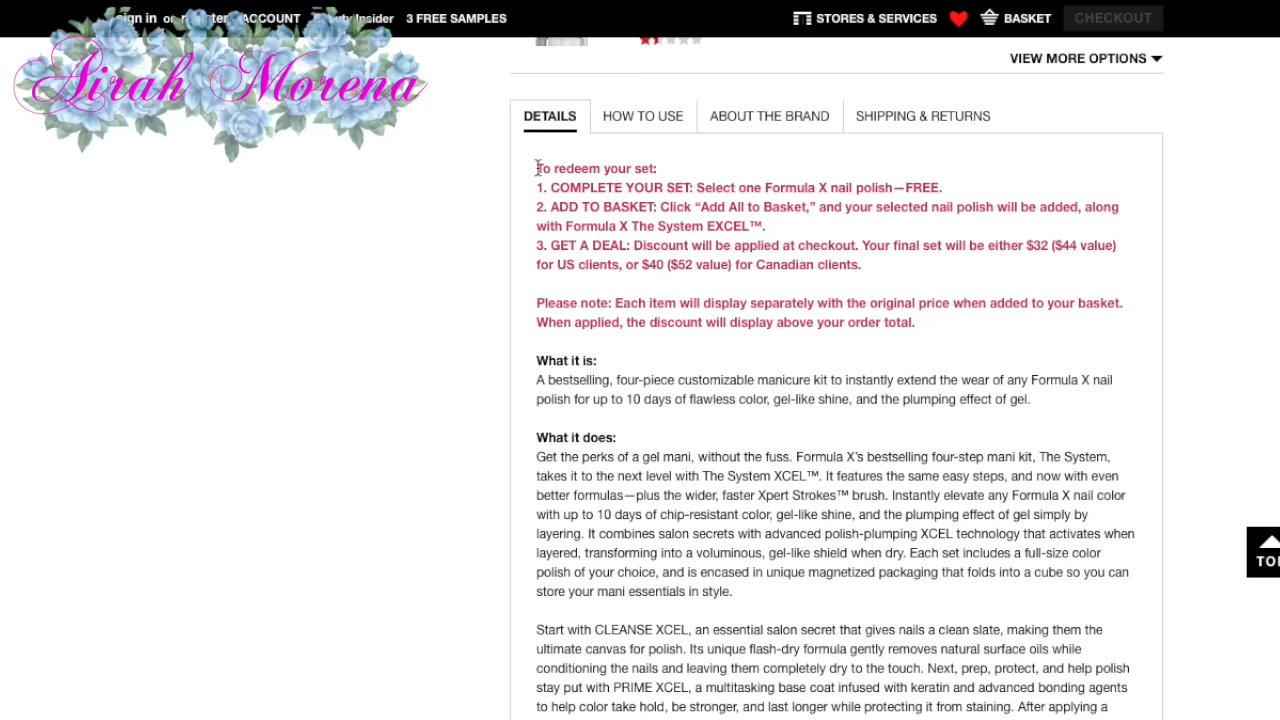 sign in or register ACCOUNT Beauty Insider 3 FREE SAMPLES STORES & SERVICES BASKET CHECKOUT
Airah Morena
VIEW MORE OPTIONS
DETAILS HOW TO USE ABOUT THE BRAND SHIPPING & RETURNS
To redeem your set:
1. COMPLETE YOUR SET: Select one Formula X nail polish—FREE.
2. ADD TO BASKET: Click “Add All to Basket,” and your selected nail polish will be added, along
with Formula X The System EXCEL™.
3. GET A DEAL: Discount will be applied at checkout. Your final set will be either $32 ($44 value)
for US clients, or $40 ($52 value) for Canadian clients.
Please note: Each item will display separately with the original price when added to your basket.
When applied, the discount will display above your order total.
What it is:
A bestselling, four-piece customizable manicure kit to instantly extend the wear of any Formula X nail
polish for up to 10 days of flawless color, gel-like shine, and the plumping effect of gel.
What it does:
Get the perks of a gel mani, without the fuss. Formula X’s bestselling four-step mani kit, The System,
takes it to the next level with The System XCEL™. It features the same easy steps, and now with even
better formulas—plus the wider, faster Xpert Strokes™ brush. Instantly elevate any Formula X nail color
with up to 10 days of chip-resistant color, gel-like shine, and the plumping effect of gel simply by
layering. It combines salon secrets with advanced polish-plumping XCEL technology that activates when
layered, transforming into a voluminous, gel-like shield when dry. Each set includes a full-size color
polish of your choice, and is encased in unique magnetized packaging that folds into a cube so you can
store your mani essentials in style.
TO
Start with CLEANSE XCEL, an essential salon secret that gives nails a clean slate, making them the
ultimate canvas for polish. Its unique flash-dry formula gently removes natural surface oils while
conditioning the nails and leaving them completely dry to the touch. Next, prep, protect, and help polish
stay put with PRIME XCEL, a multitasking base coat infused with keratin and advanced bonding agents
to help color take hold, be stronger, and last longer while protecting it from staining. After applying a